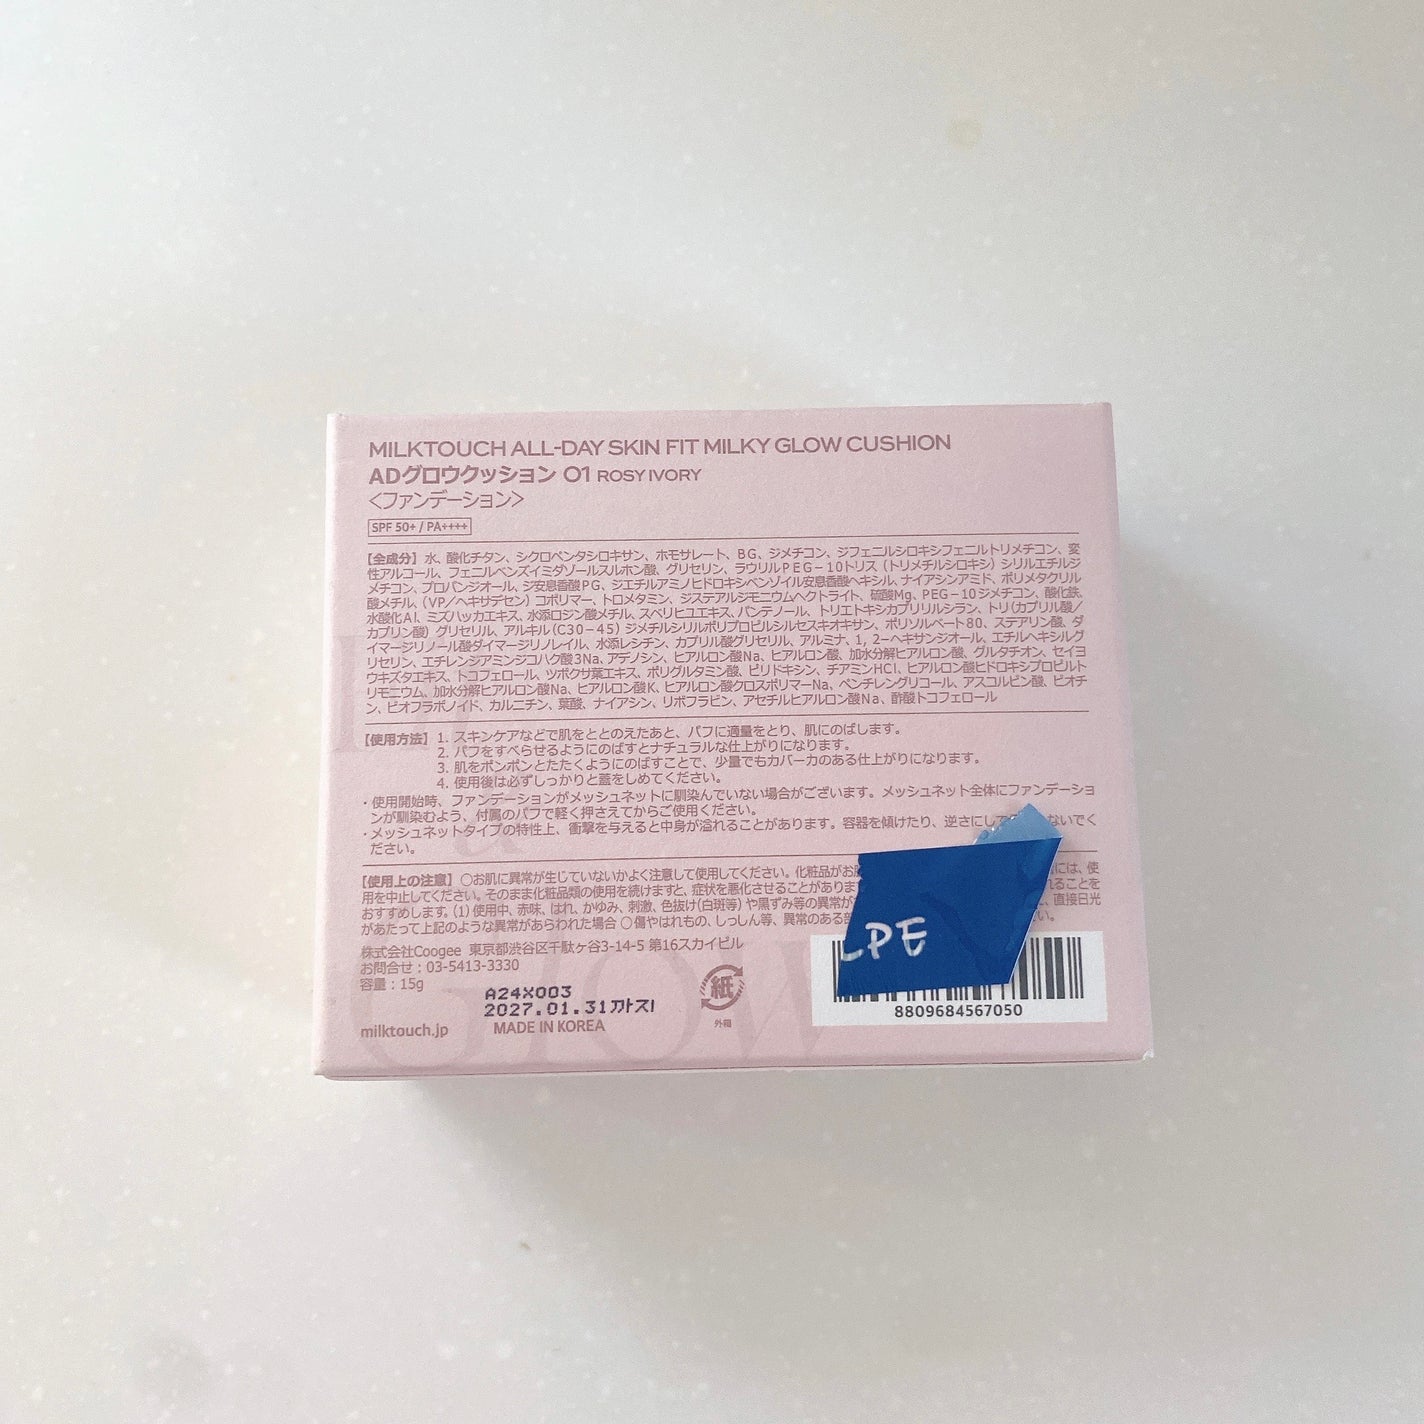 MILKTOUCH ALL-DAY SKIN FIT MILKY GLOW CUSHION
ADグロウクッション 01 ROSY IVORY
＜ファンデーション＞
SPF 50+ / PA++++
【全成分】水、酸化チタン、シクロペンタシロキサン、ホモサレート、BG、ジメチコン、ジフェニルシロキシフェニルトリメチコン、変
性アルコール、フェニルベンズイミダゾールスルホン酸、グリセリン、ラウリルPEG-10トリス（トリメチルシロキシ）シリルエチルジ
メチコン、プロパンジオール、ジ安息香酸PG、ジエチルアミノヒドロキシベンゾイル安息香酸ヘキシル、ナイアシンアミド、ポリメタクリル
酸メチル、（VP/ヘキサデセン）コポリマー、トロメタミン、ジステアルジモニウムヘクトライト、硫酸Mg、PEG-10ジメチコン、酸化鉄、
水酸化Al、ミズハッカエキス、水添ロジン酸メチル、スベリヒユエキス、パンテノール、トリエトキシカプリリルシラン、トリ（カプリル酸/
カプリン酸）グリセリル、アルキル（C30-45）ジメチルシリルポリプロピルシルセスキオキサン、ポリソルベート80、ステアリン酸、ダ
イマージリノール酸ダイマージリノレイル、水添レシチン、カプリル酸グリセリル、アルミナ、1, 2-ヘキサンジオール、エチルヘキシルグ
リセリン、エチレンジアミンジコハク酸3Na、アデノシン、ヒアルロン酸Na、ヒアルロン酸、加水分解ヒアルロン酸、グルタチオン、セイヨ
ウキズタエキス、トコフェロール、ツボクサ葉エキス、ポリグルタミン酸、ピリドキシン、チアミンHCl、ヒアルロン酸ヒドロキシプロピルト
リモニウム、加水分解ヒアルロン酸Na、ヒアルロン酸K、ヒアルロン酸クロスポリマーNa、ペンチレングリコール、アスコルビン酸、ビオチ
ン、ビオフラボノイド、カルニチン、葉酸、ナイアシン、リボフラビン、アセチルヒアルロン酸Na、酢酸トコフェロール
【使用方法】1. スキンケアなどで肌をととのえたあと、パフに適量をとり、肌にのばします。
2. パフをすべらせるようにのばすとナチュラルな仕上がりになります。
3. 肌をポンポンとたたくようにのばすことで、少量でもカバー力のある仕上がりになります。
4. 使用後は必ずしっかりと蓋をしめてください。
・使用開始時、ファンデーションがメッシュネットに馴染んでいない場合がございます。メッシュネット全体にファンデーショ
ンが馴染むよう、付属のパフで軽く押さえてからご使用ください。
・メッシュネットタイプの特性上、衝撃を与えると中身が溢れることがあります。容器を傾けたり、逆さにして ないでく
ださい。
【使用上の注意】○お肌に異常が生じていないかよく注意して使用してください。化粧品がお肌 には、使
用を中止してください。そのまま化粧品類の使用を続けますと、症状を悪化させることがありま れることを
おすすめします。(1) 使用中、赤味、はれ、かゆみ、刺激、色抜け(白斑等)や黒ずみ等の異常が 直接日光
があたって上記のような異常があらわれた場合 ○傷やはれもの、しっしん等、異常のある部 い。
株式会社Coogee 東京都渋谷区千駄ヶ谷3-14-5 第16スカイビル
お問合せ : 03-5413-3330
容量 : 15g
A24X003
2027.01.31까지
milktouch.jp
MADE IN KOREA
紙
外箱
LPE
8809684567050
Glow